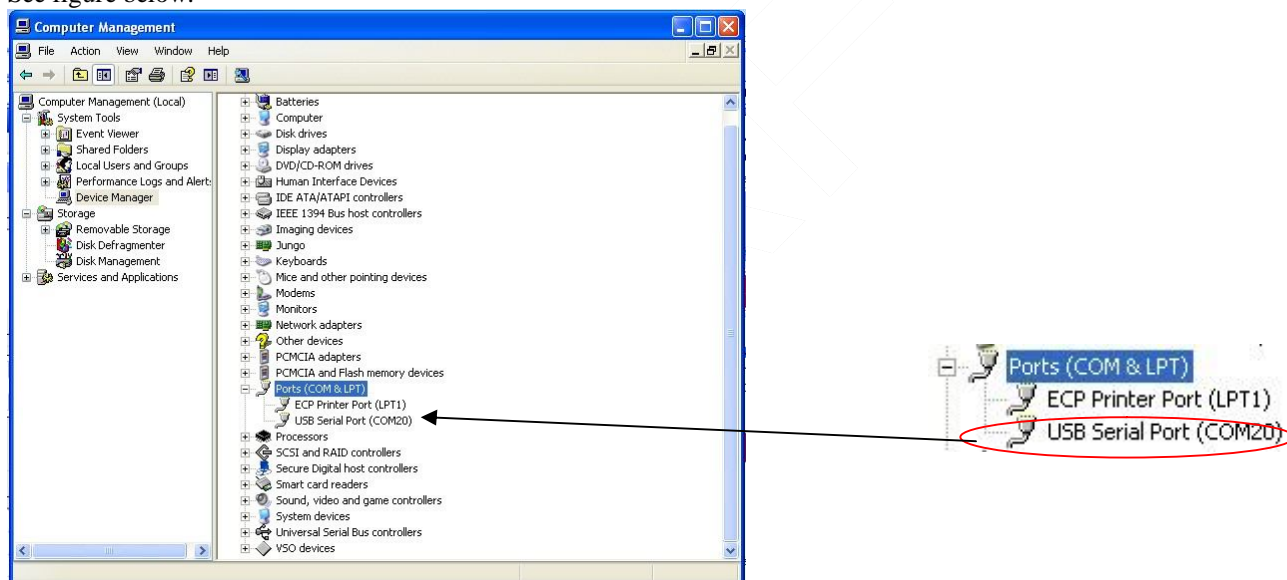 See figure below.
Computer Management
File Action View Window Help
Computer Management (Local)
System Tools
Event Viewer
Shared Folders
Local Users and Groups
Performance Logs and Alert:
Device Manager
Storage
Removable Storage
Disk Defragmenter
Disk Management
Services and Applications
Batteries
Computer
Disk drives
Display adapters
DVD/CD-ROM drives
Human Interface Devices
IDE ATA/ATAPI controllers
IEEE 1394 Bus host controllers
Imaging devices
Jungo
Keyboards
Mice and other pointing devices
Modems
Monitors
Network adapters
Other devices
PCMCIA adapters
PCMCIA and Flash memory devices
Ports (COM & LPT)
ECP Printer Port (LPT1)
USB Serial Port (COM20)
Processors
SCSI and RAID controllers
Secure Digital host controllers
Smart card readers
Sound, video and game controllers
System devices
Universal Serial Bus controllers
VSO devices
Ports (COM & LPT)
ECP Printer Port (LPT1)
USB Serial Port (COM20)